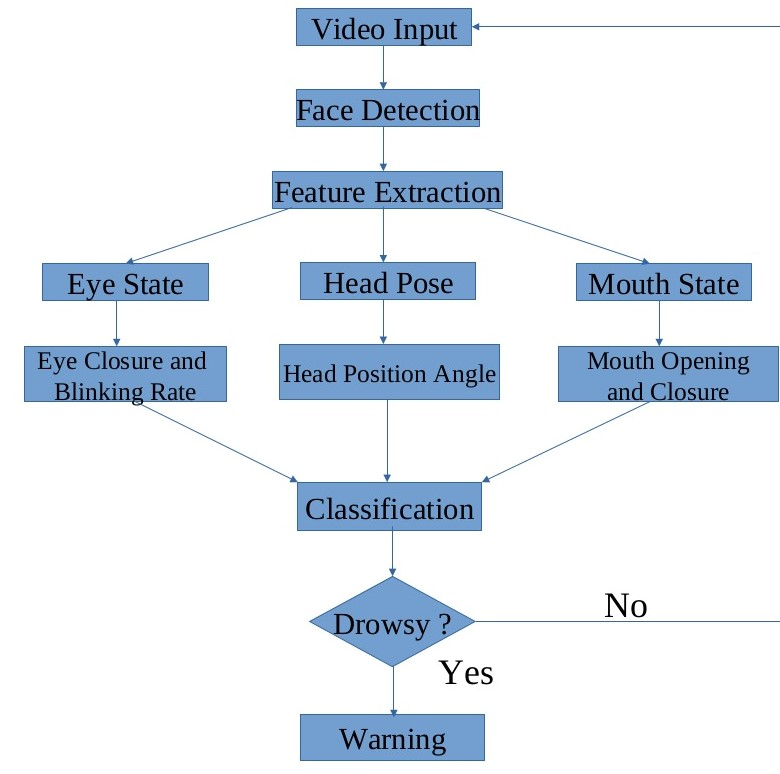 Video Input
Face Detection
Feature Extraction
Eye State
Head Pose
Mouth State
Eye Closure and
Blinking Rate
Head Position Angle
Mouth Opening
and Closure
Classification
Drowsy ?
No
Yes
Warning